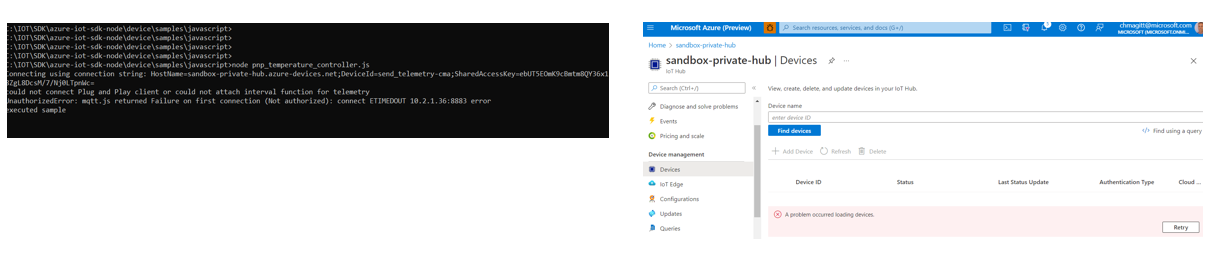 C:\IOT\SDK\azure-iot-sdk-node\device\samples\javascript>
C:\IOT\SDK\azure-iot-sdk-node\device\samples\javascript>
C:\IOT\SDK\azure-iot-sdk-node\device\samples\javascript>
C:\IOT\SDK\azure-iot-sdk-node\device\samples\javascript>
C:\IOT\SDK\azure-iot-sdk-node\device\samples\javascript>node pnp_temperature_controller.js
Connecting using connection string: HostName=sandbox-private-hub.azure-devices.net;DeviceId=send_telemetry-cma;
could not connect Plug and Play client or could not attach interval function for telemetry
UnauthorizedError: mqtt.js returned Failure on first connection (Not authorized): connect ETIMEDOUT 10.2.1.36:8883 error
executed sample
Microsoft Azure (Preview)
Search resources, services, and docs (G+/)
1
chmagitt@microsoft.com
Home > sandbox-private-hub
sandbox-private-hub | Devices
IoT Hub
Search (Ctrl+/)
Diagnose and solve problems
Events
Pricing and scale
Device management
Devices
IoT Edge
Configurations
Updates
Queries
View, create, delete, and update devices in your IoT Hub.
Device name
enter device ID
Find devices
Find using a query
Add Device Refresh Delete
Device ID Status Last Status Update Authentication Type Cloud ...
A problem occurred loading devices.
Retry